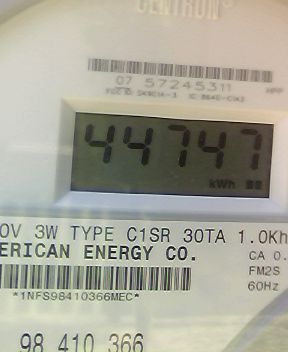 CENTRON®
07 57245311
44747
kWh
0V 3W TYPE C1SR 30TA 1.0Kh
ERICAN ENERGY CO.
CA 0.
FM2S
60Hz
*1NFS98410366MEC*
98 410 366